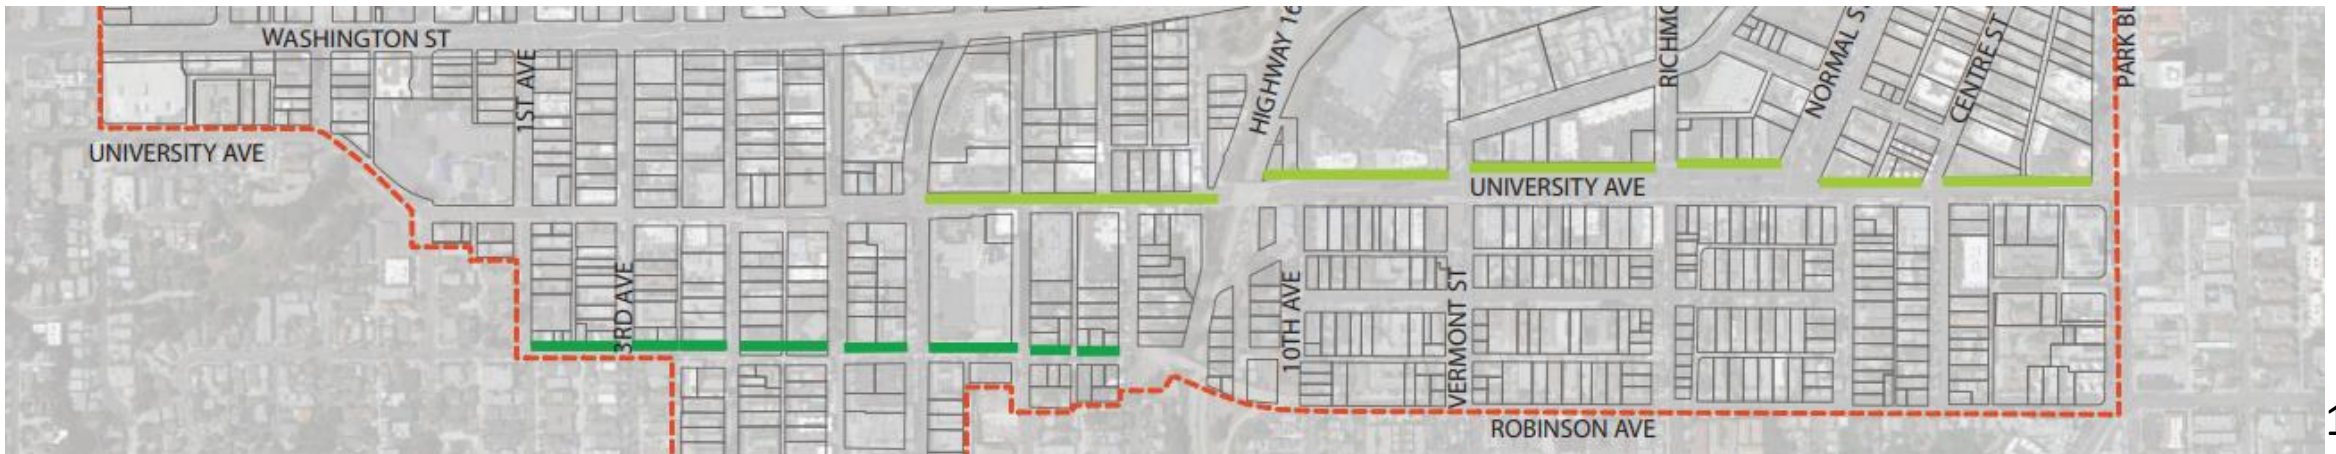 WASHINGTON ST
UNIVERSITY AVE
1ST AVE
3RD AVE
HIGHWAY 16
RICHMO
NORMAL S
CENTRE ST
PARK BL
UNIVERSITY AVE
10TH AVE
VERMONT ST
ROBINSON AVE